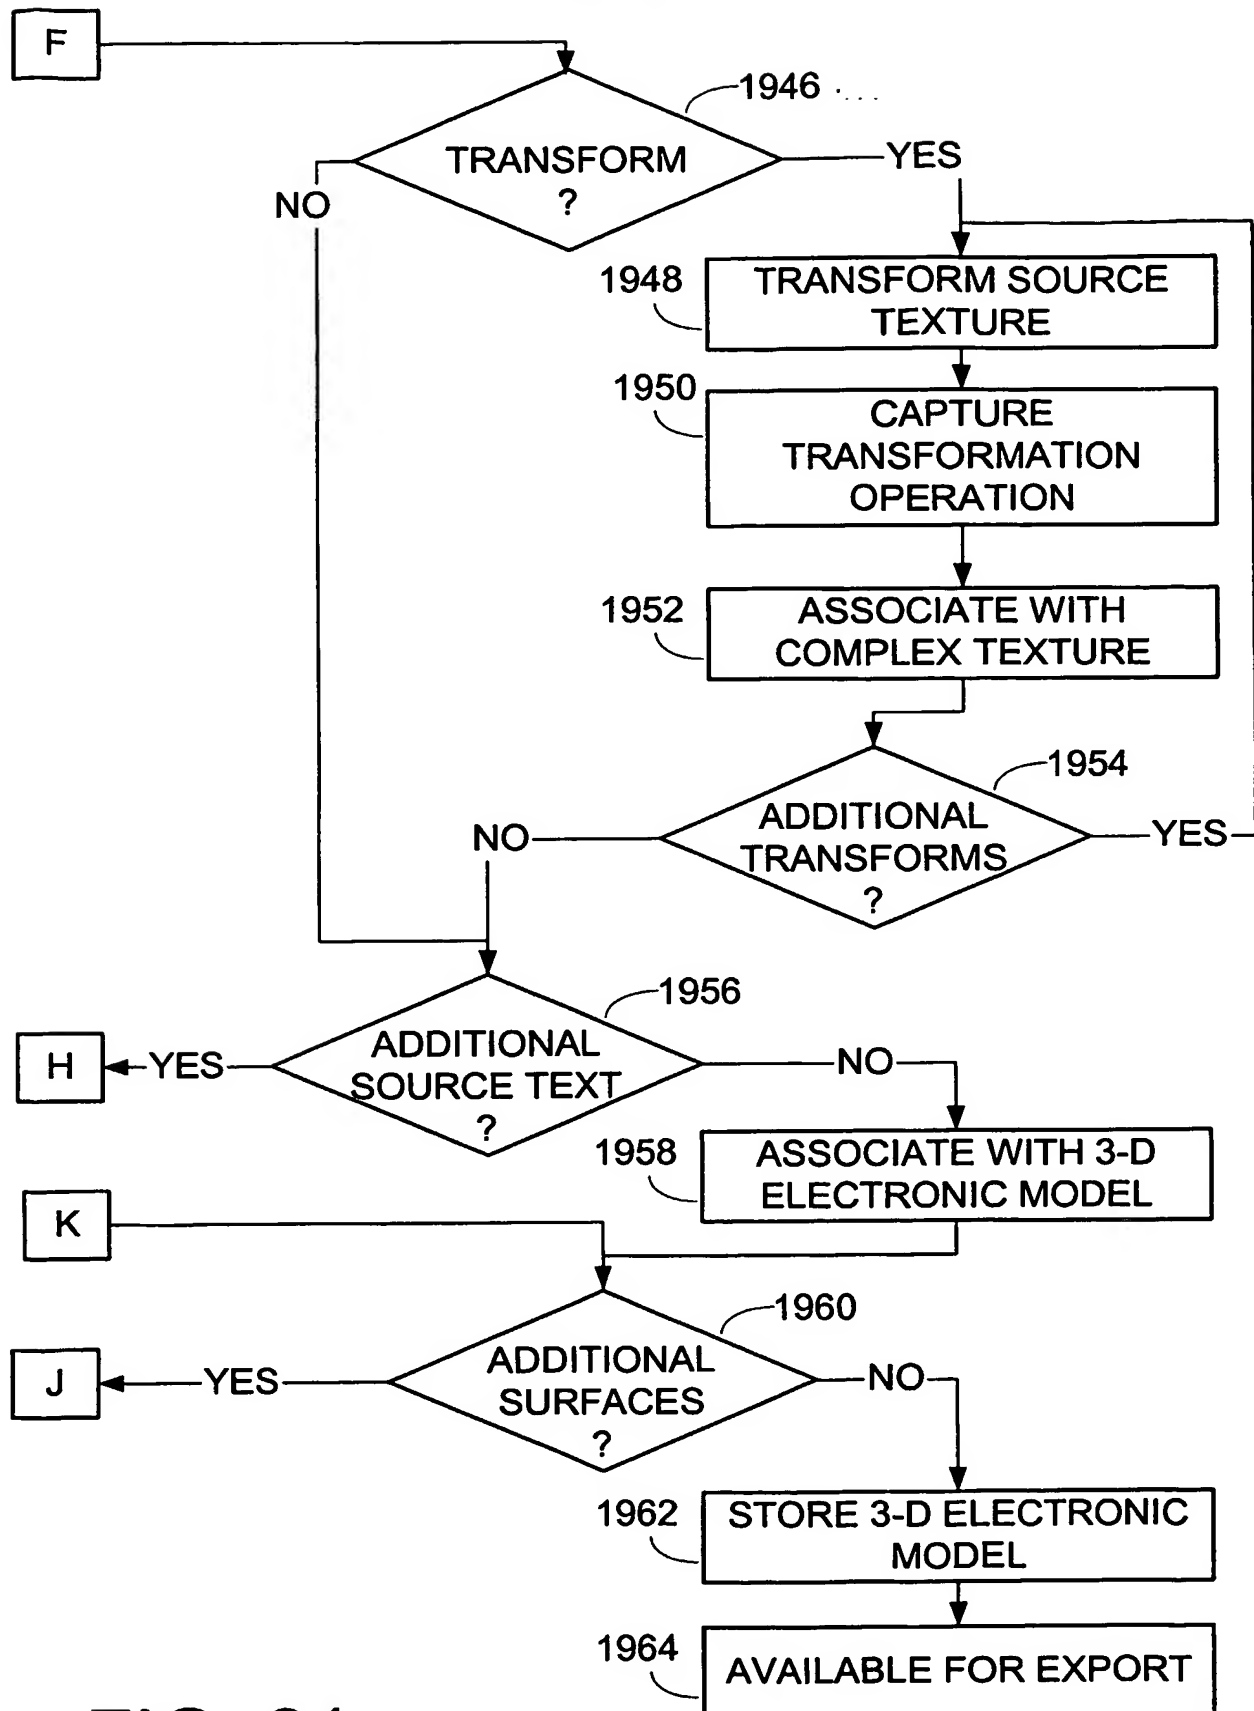 F
1946
TRANSFORM
?
YES
NO
1948
TRANSFORM SOURCE
TEXTURE
1950
CAPTURE
TRANSFORMATION
OPERATION
1952
ASSOCIATE WITH
COMPLEX TEXTURE
1954
ADDITIONAL
TRANSFORMS
?
YES
NO
1956
ADDITIONAL
SOURCE TEXT
?
H
YES
NO
1958
ASSOCIATE WITH 3-D
ELECTRONIC MODEL
K
1960
ADDITIONAL
SURFACES
?
J
YES
NO
1962
STORE 3-D ELECTRONIC
MODEL
1964
AVAILABLE FOR EXPORT